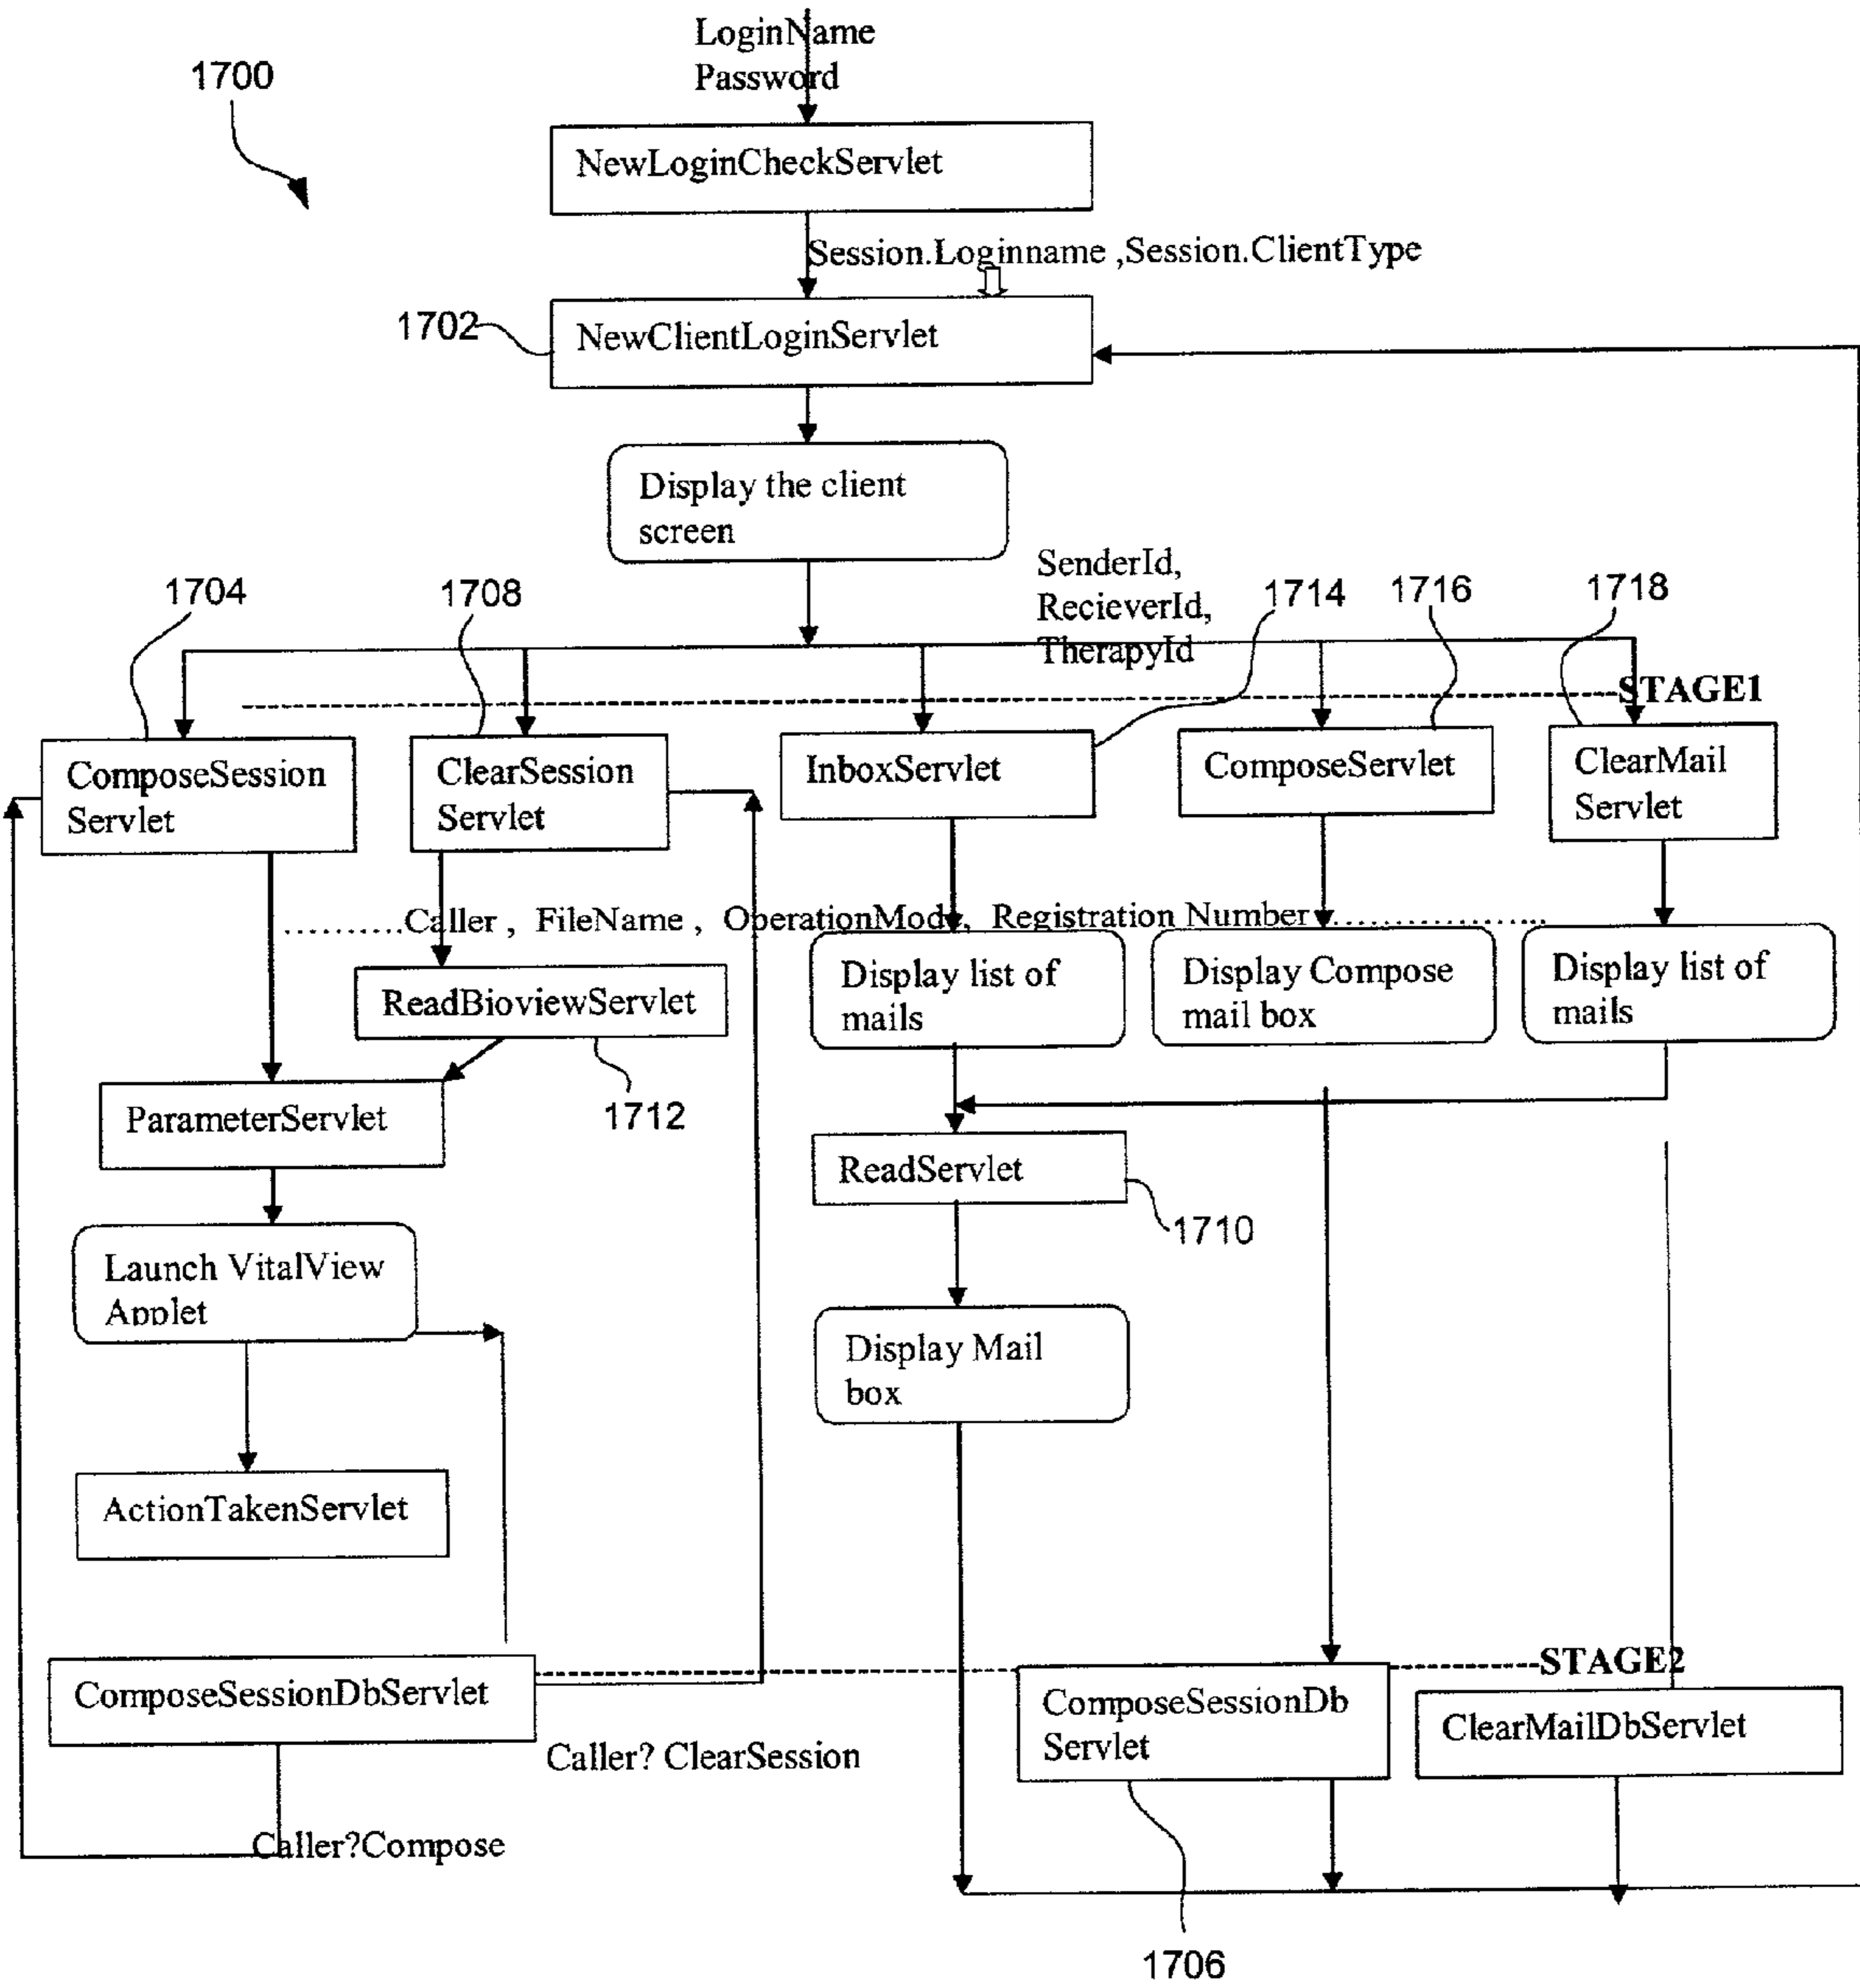 LoginName
Password
1700
NewLoginCheckServlet
Session.Loginname ,Session.ClientType
1702
NewClientLoginServlet
Display the client
screen
SenderId,
RecieverId,
TherapyId
1704
1708
1714
1716
1718
STAGE1
ComposeSession
Servlet
ClearSession
Servlet
InboxServlet
ComposeServlet
ClearMail
Servlet
..........Caller , FileName , OperationMode, Registration Number.................
ReadBioviewServlet
Display list of
mails
Display Compose
mail box
Display list of
mails
1712
ParameterServlet
ReadServlet
1710
Launch VitalView
Applet
Display Mail
box
ActionTakenServlet
STAGE2
ComposeSessionDbServlet
ComposeSessionDb
Servlet
ClearMailDbServlet
Caller? ClearSession
Caller?Compose
1706